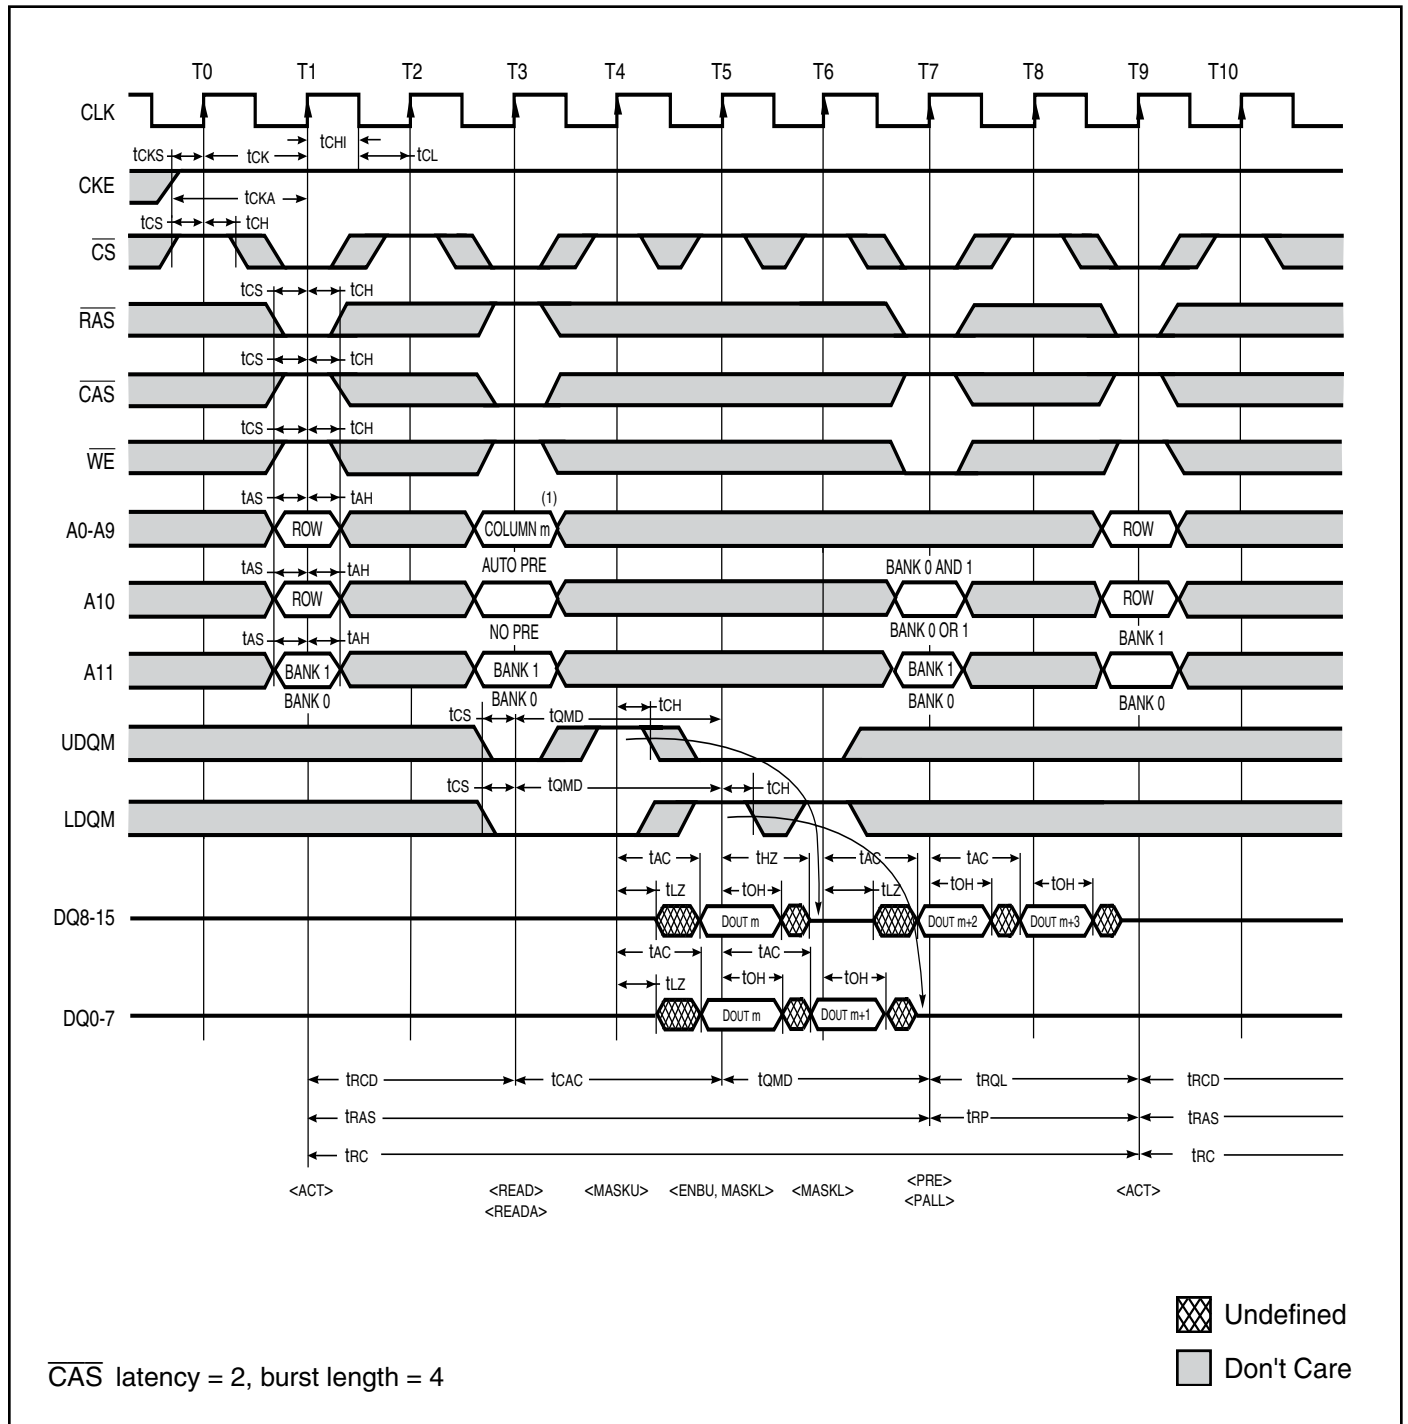 T0 T1 T2 T3 T4 T5 T6 T7 T8 T9 T10
CLK
tCHI
tCKS tCK tCL
CKE
tCKA
tCS tCH
CS
tCS tCH
RAS
tCS tCH
CAS
tCS tCH
WE
tAS tAH (1)
A0-A9 ROW COLUMN m ROW
tAS tAH AUTO PRE BANK 0 AND 1
A10 ROW ROW
tAS tAH NO PRE BANK 0 OR 1 BANK 1
A11 BANK 1 BANK 1 BANK 1
BANK 0 BANK 0 BANK 0 BANK 0
tCS tQMD tCH
UDQM
tCS tQMD tCH
LDQM
tAC tHZ tAC tAC
tLZ tOH tLZ tOH tOH
DQ8-15 DOUT m DOUT m+2 DOUT m+3
tAC tAC
tLZ tOH tOH
DQ0-7 DOUT m DOUT m+1
tRCD tCAC tQMD tRQL tRCD
tRAS tRP tRAS
tRC tRC
<ACT> <READ> <MASKU> <ENBU, MASKL> <MASKL> <PRE> <ACT>
<READA> <PALL>
Undefined
Don't Care
CAS latency = 2, burst length = 4